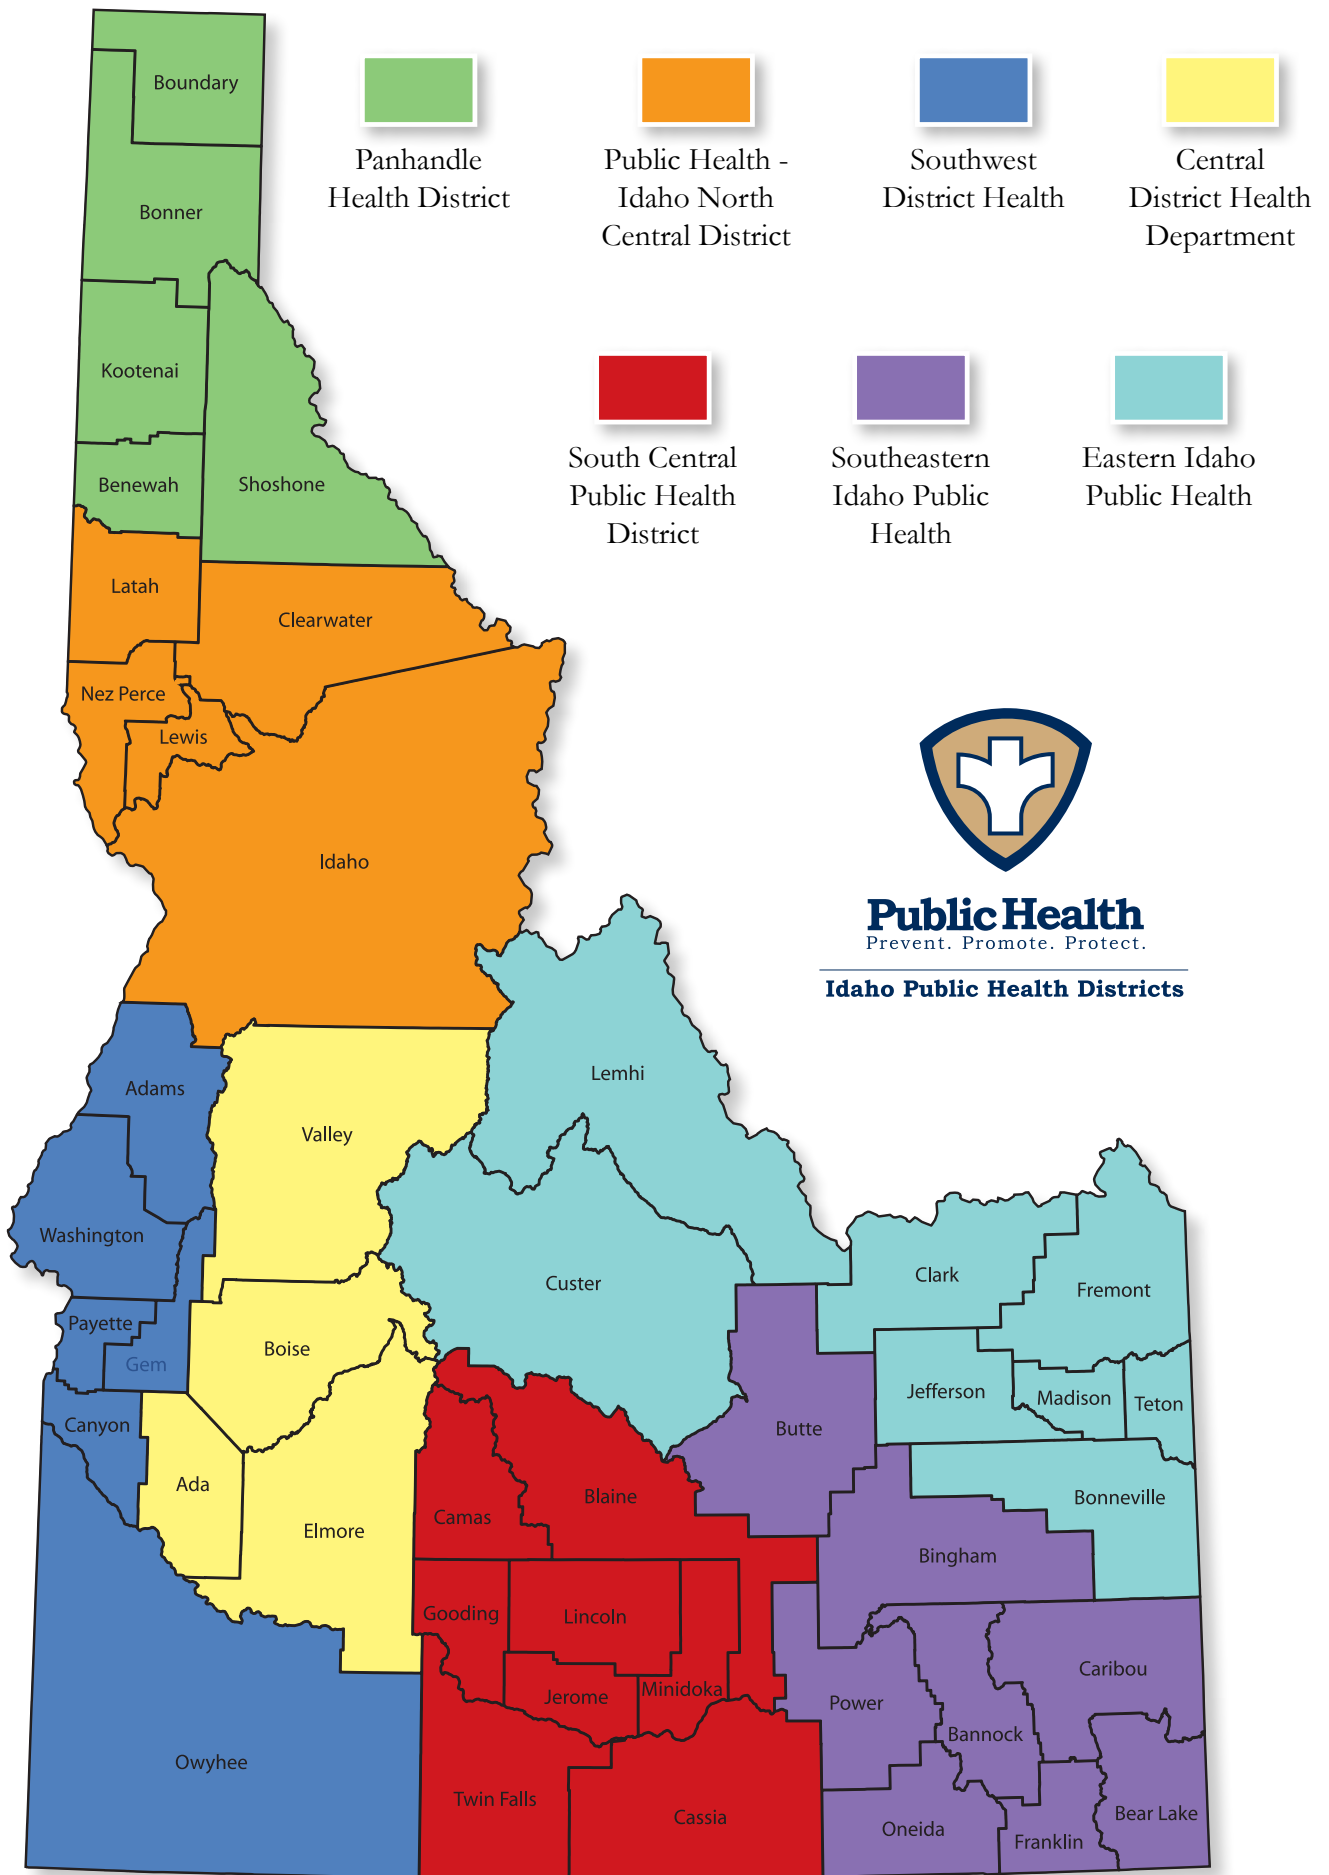 Panhandle
Health District
Public Health -
Idaho North
Central District
Southwest
District Health
Central
District Health
Department
South Central
Public Health
District
Southeastern
Idaho Public
Health
Eastern Idaho
Public Health
Public Health
Prevent. Promote. Protect.
Idaho Public Health Districts
Boundary
Bonner
Kootenai
Benewah
Shoshone
Latah
Clearwater
Nez Perce
Lewis
Idaho
Lemhi
Adams
Valley
Washington
Custer
Clark
Fremont
Payette
Boise
Gem
Jefferson
Madison
Teton
Canyon
Butte
Ada
Blaine
Bonneville
Camas
Elmore
Bingham
Gooding
Lincoln
Caribou
Jerome
Minidoka
Power
Bannock
Owyhee
Twin Falls
Cassia
Oneida
Franklin
Bear Lake